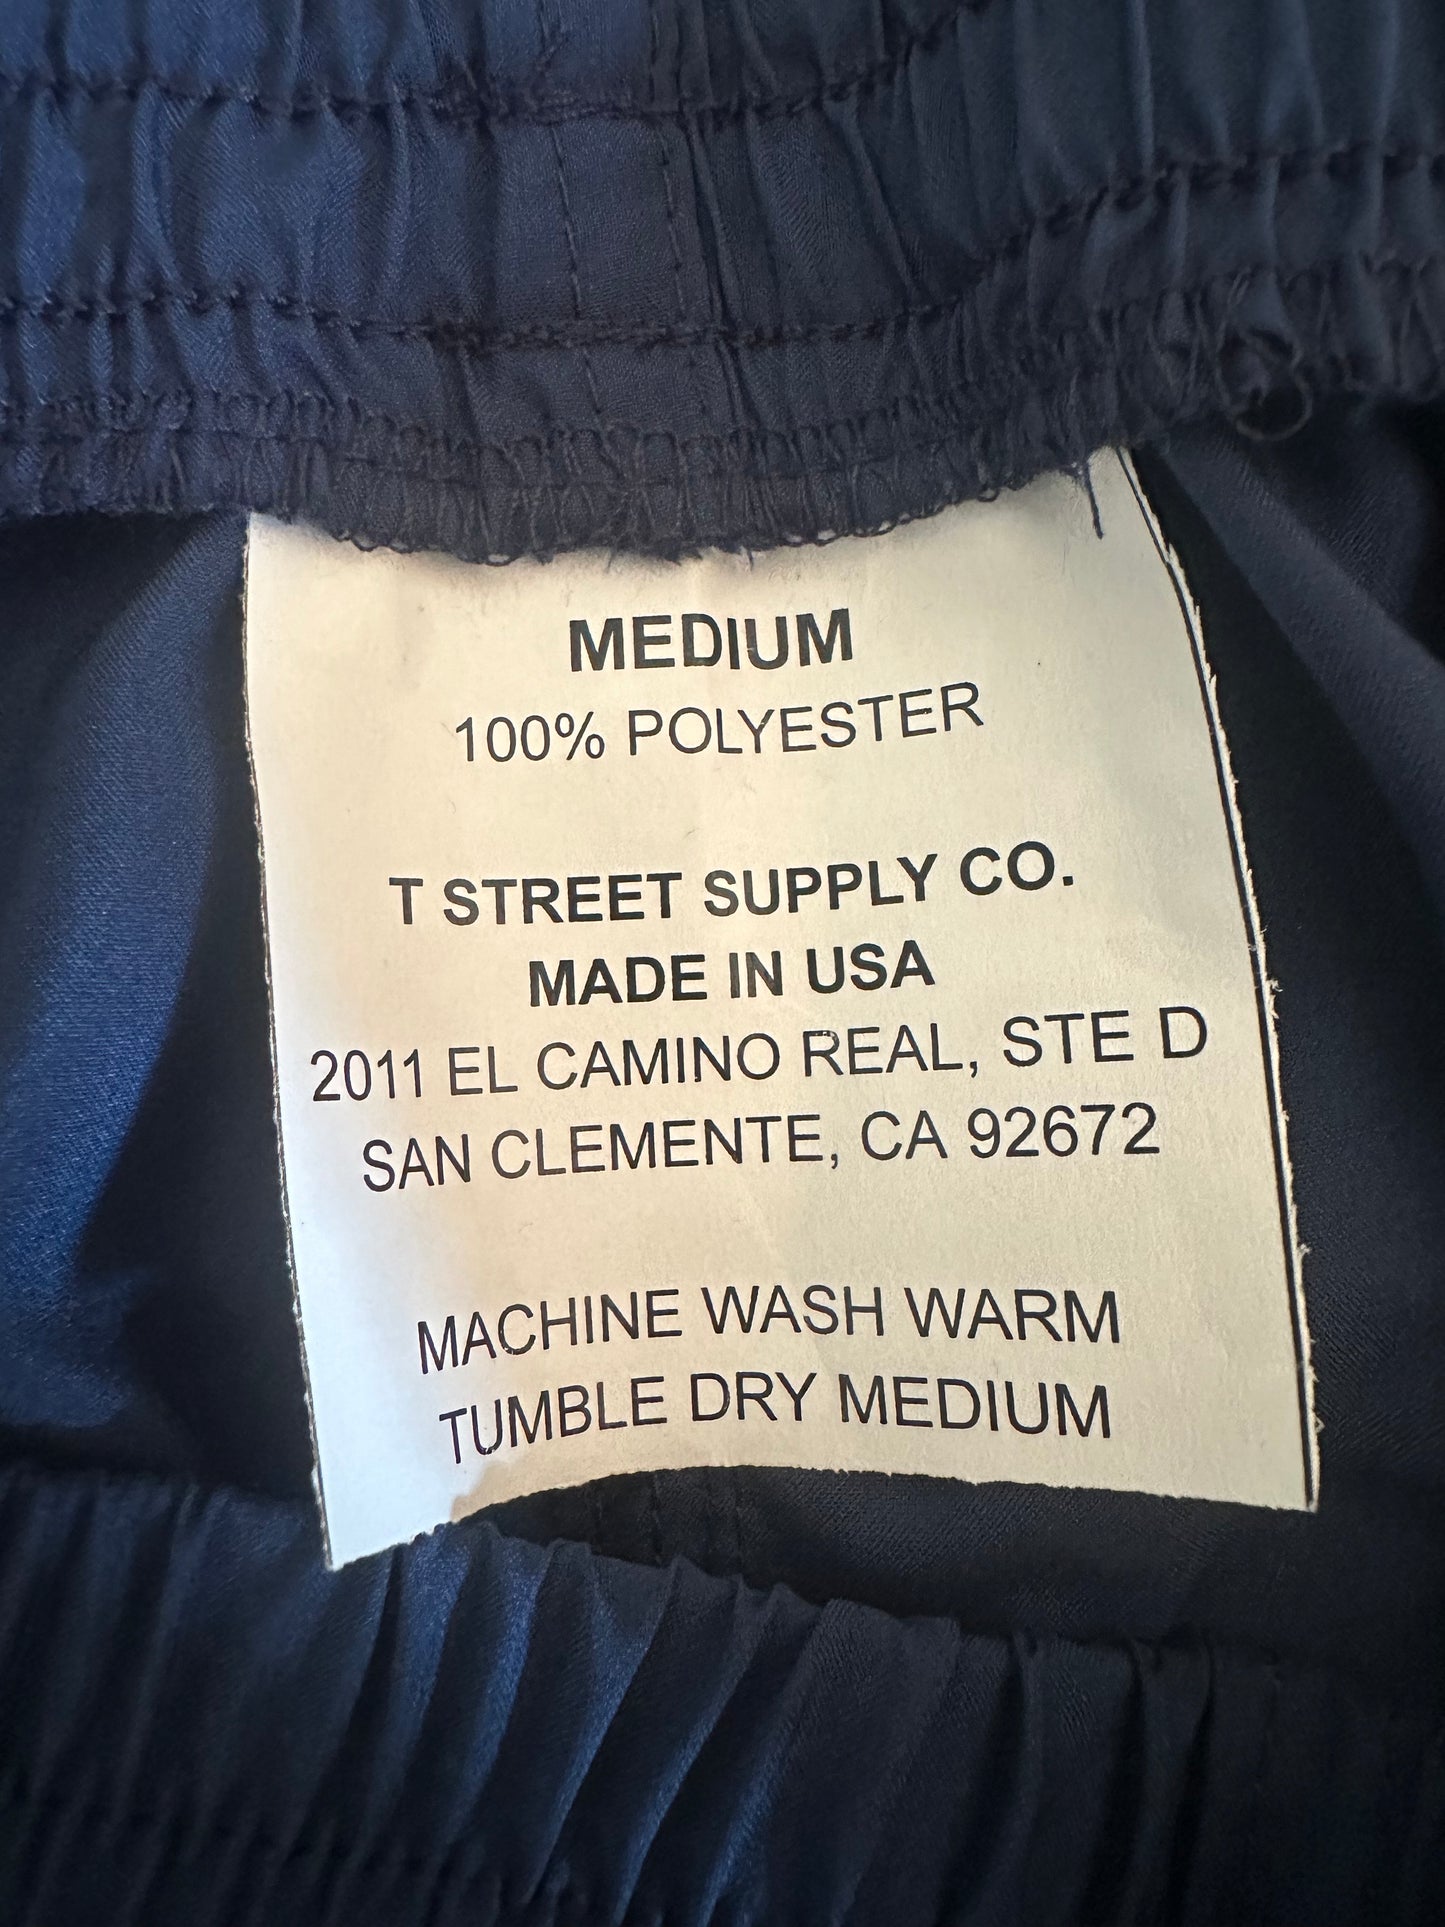 MEDIUM
100% POLYESTER
T STREET SUPPLY CO.
MADE IN USA
2011 EL CAMINO REAL, STE D
SAN CLEMENTE, CA 92672
MACHINE WASH WARM
TUMBLE DRY MEDIUM